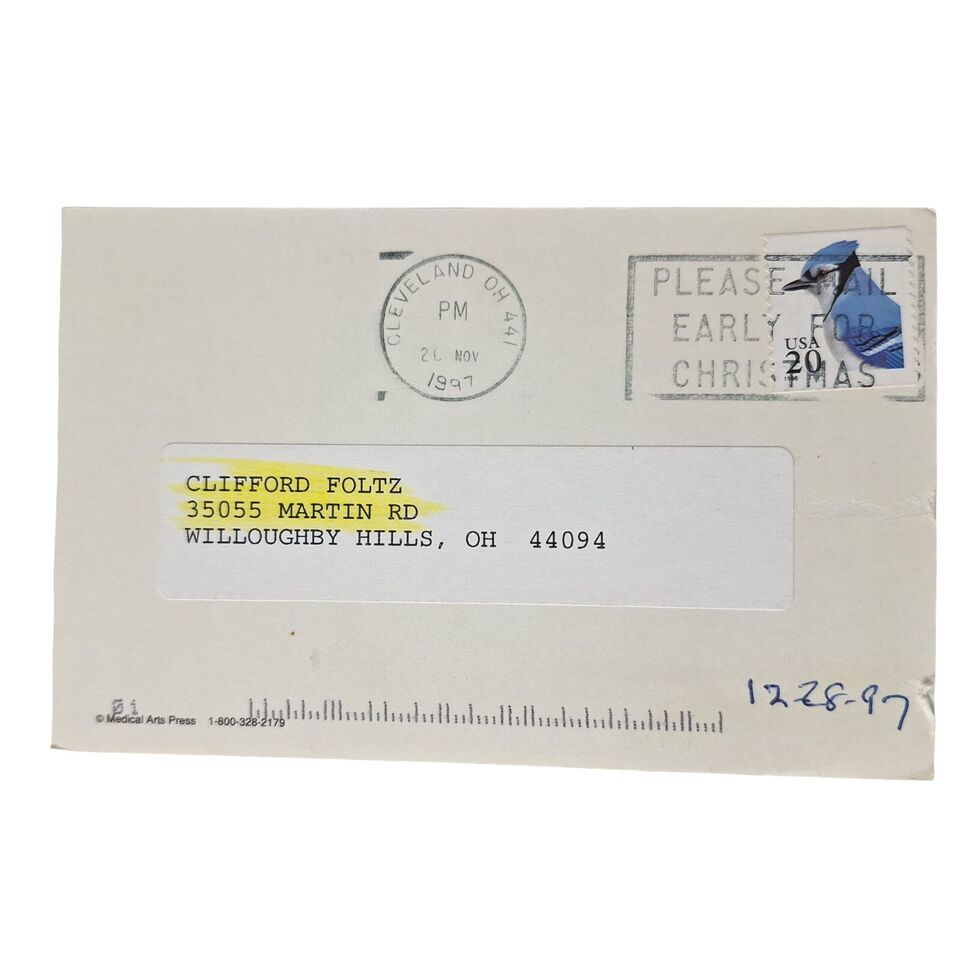 CLEVELAND OH 441
PM
NOV
1997
PLEASE MAIL
EARLY FOR
CHRISTMAS
USA
20
1996
CLIFFORD FOLTZ
35055 MARTIN RD
WILLOUGHBY HILLS, OH 44094
12-28-97
© Medical Arts Press 1-800-328-2179